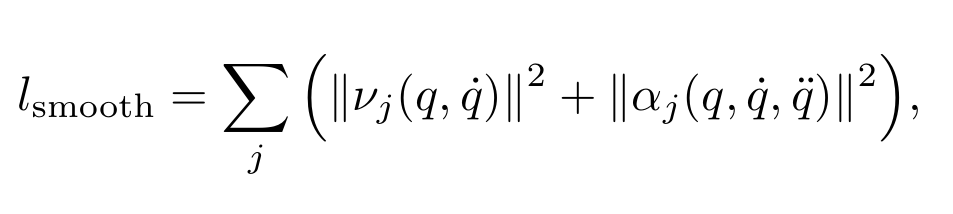 l_smooth = ∑_j (‖ν_j(q, q̇)‖² + ‖α_j(q, q̇, q̈)‖²),